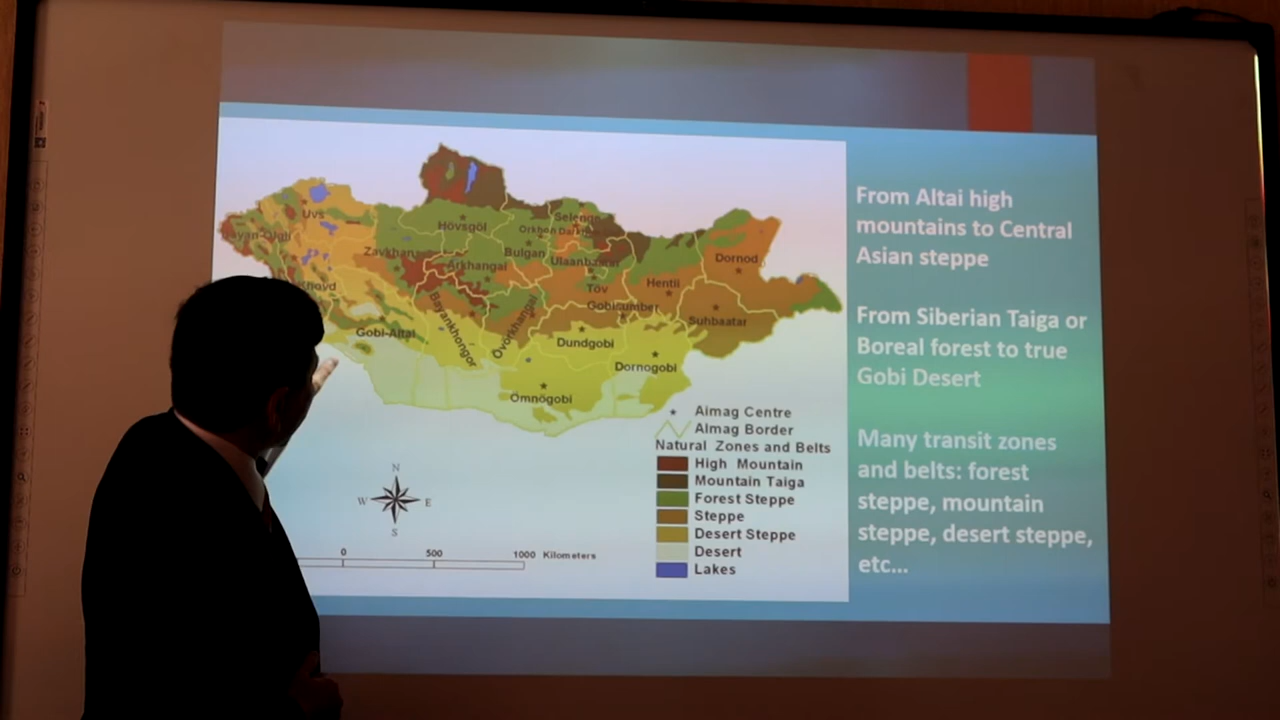 Uvs
Hövsgöl
Selenge
Orkhon
Zavkhan
Arkhangai
Bulgan
Dornod
Töv
Hentii
Gobisumber
Suhbaatar
Gobi-Altai
Bayankhongor
Övörkhangai
Dundgobi
Dornogobi
Omnögobi
Aimag Centre
Aimag Border
Natural Zones and Belts
High Mountain
Mountain Taiga
Forest Steppe
Steppe
Desert Steppe
Desert
Lakes
N
W E
S
0 500 1000 Kilometers
From Altai high
mountains to Central
Asian steppe
From Siberian Taiga or
Boreal forest to true
Gobi Desert
Many transit zones
and belts: forest
steppe, mountain
steppe, desert steppe,
etc...